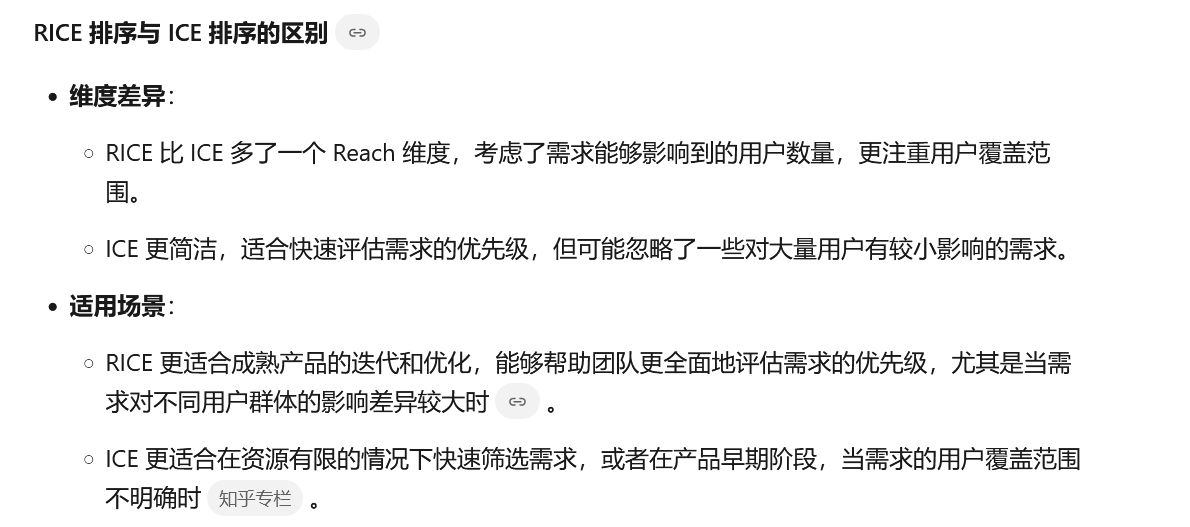 RICE 排序与 ICE 排序的区别
维度差异：
RICE 比 ICE 多了一个 Reach 维度，考虑了需求能够影响到的用户数量，更注重用户覆盖范
围。
ICE 更简洁，适合快速评估需求的优先级，但可能忽略了一些对大量用户有较小影响的需求。
适用场景：
RICE 更适合成熟产品的迭代和优化，能够帮助团队更全面地评估需求的优先级，尤其是当需
求对不同用户群体的影响差异较大时 。
ICE 更适合在资源有限的情况下快速筛选需求，或者在产品早期阶段，当需求的用户覆盖范围
不明确时 知乎专栏 。